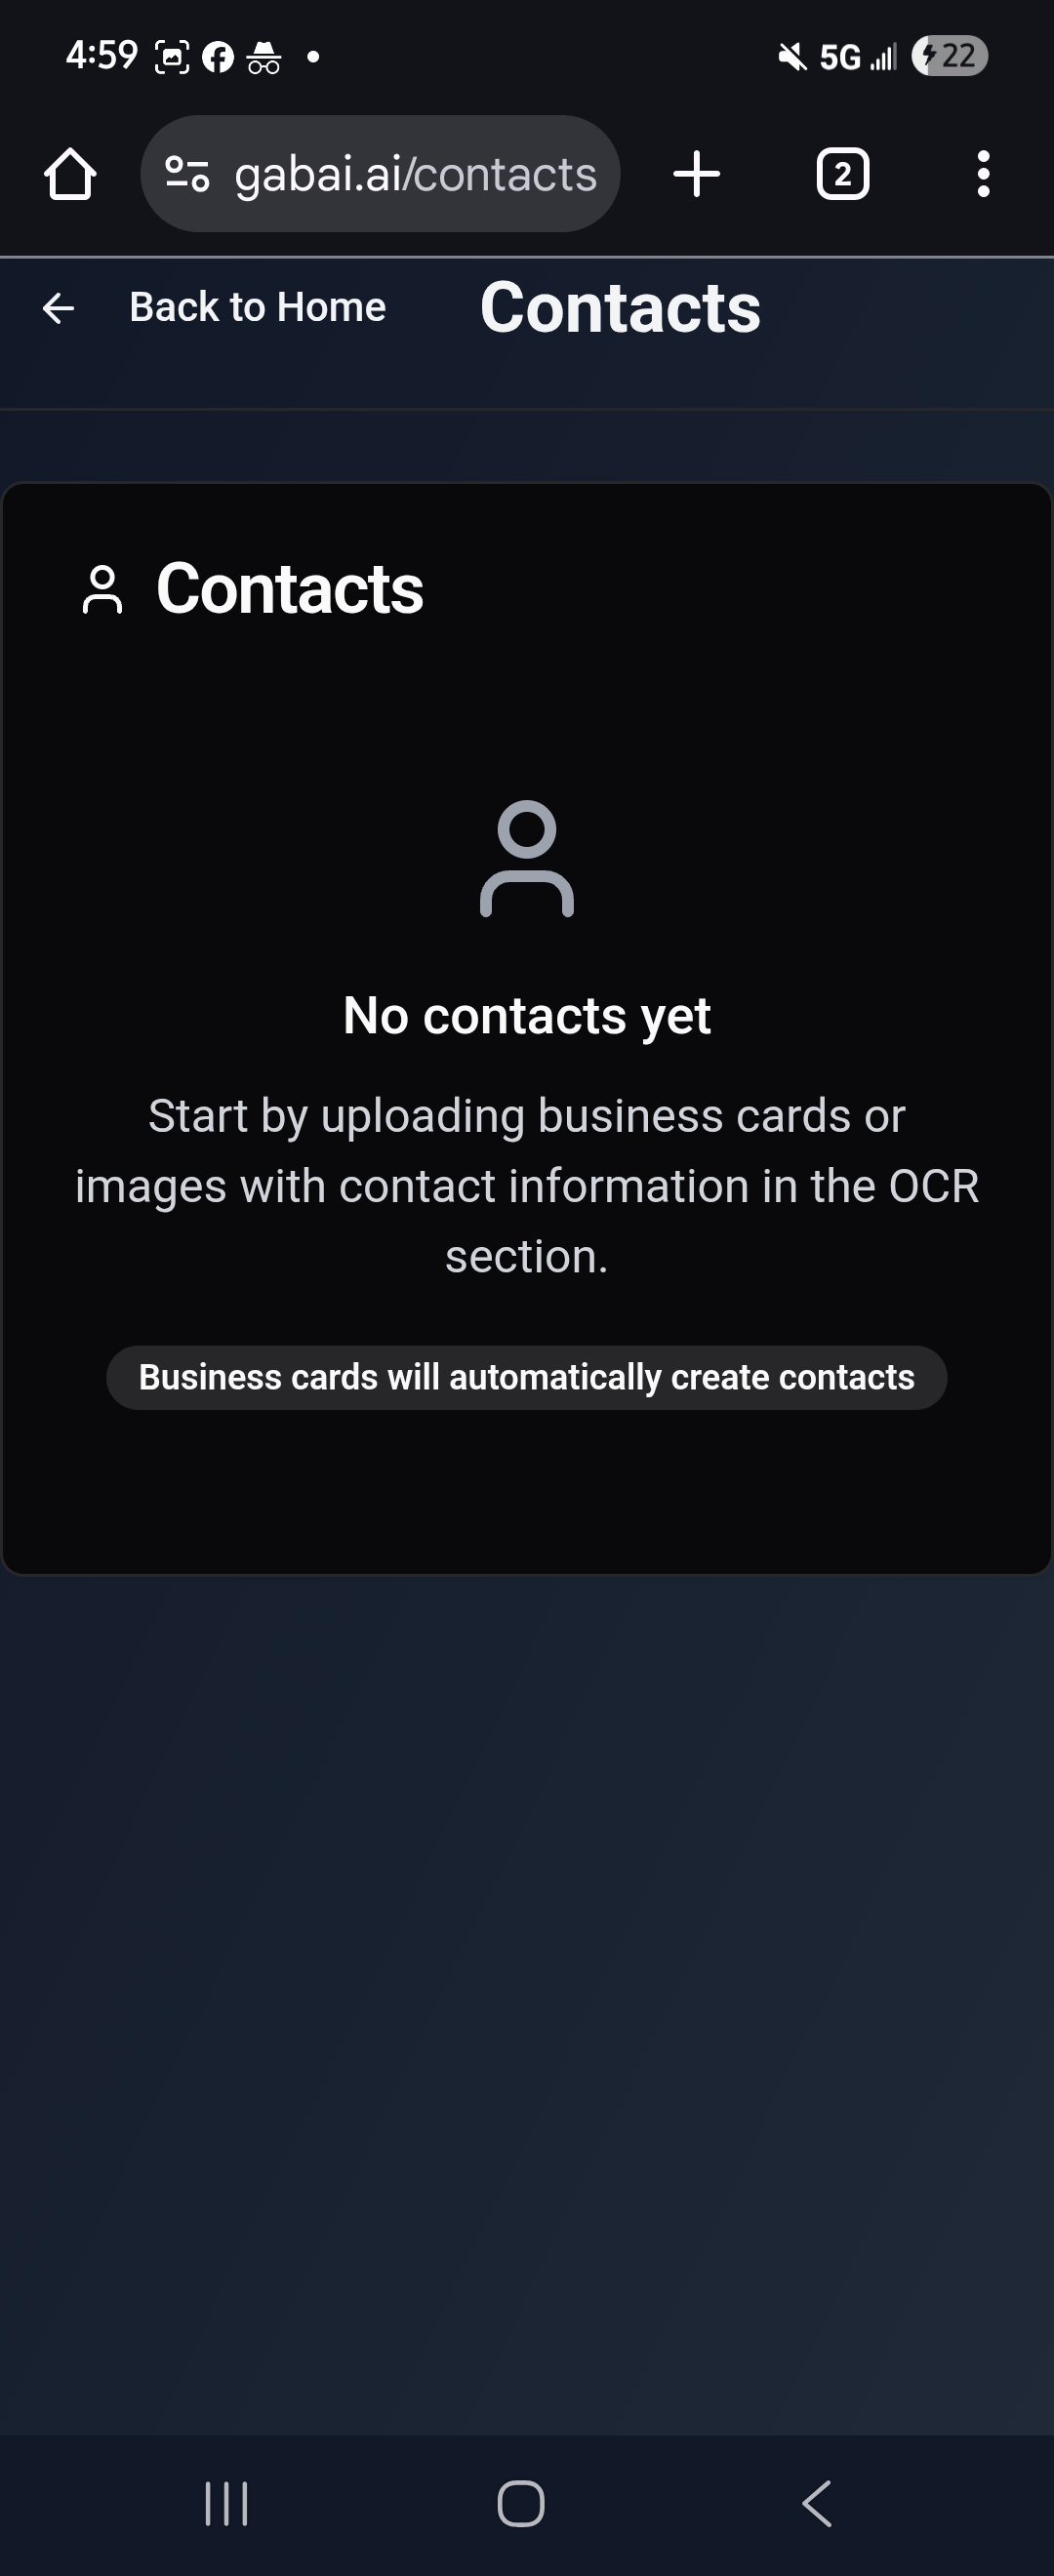 4:59
5G
22
gabai.ai/contacts
2
Back to Home
Contacts
Contacts
No contacts yet
Start by uploading business cards or
images with contact information in the OCR
section.
Business cards will automatically create contacts